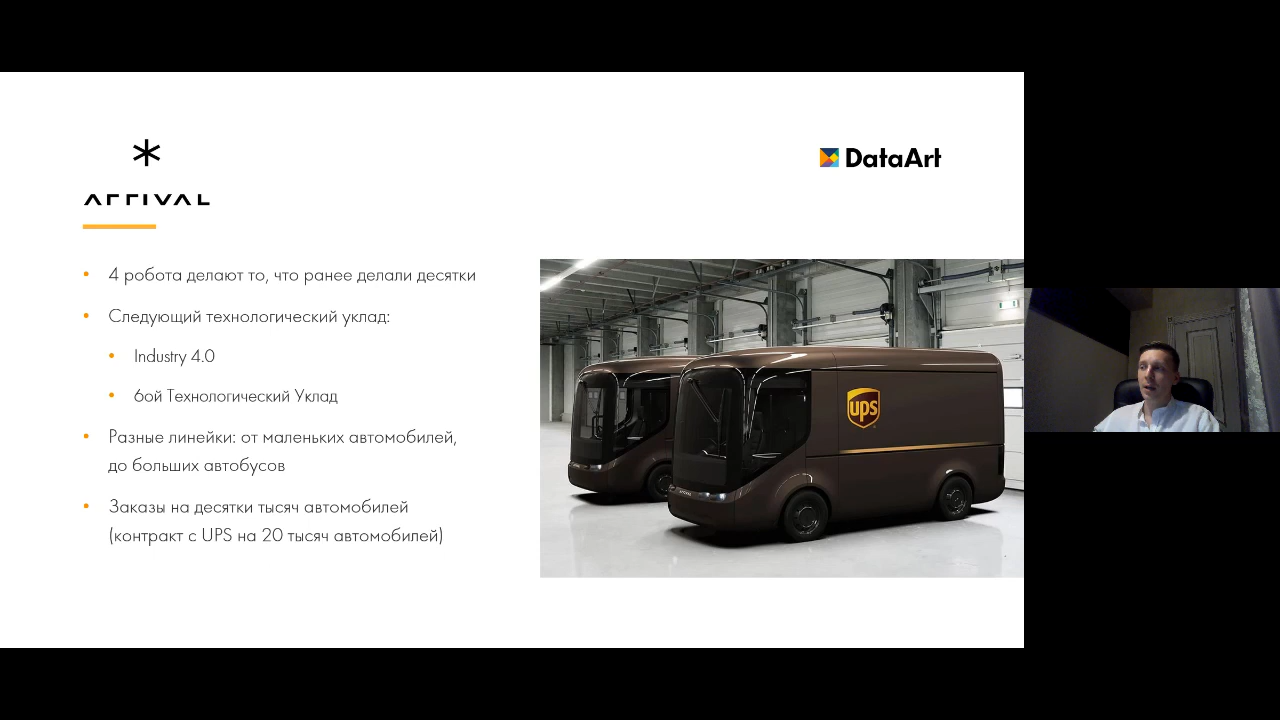 ARRIVAL
DataArt
4 робота делают то, что ранее делали десятки
Следующий технологический уклад:
Industry 4.0
6ой Технологический Уклад
Разные линейки: от маленьких автомобилей,
до больших автобусов
Заказы на десятки тысяч автомобилей
(контракт с UPS на 20 тысяч автомобилей)
ups